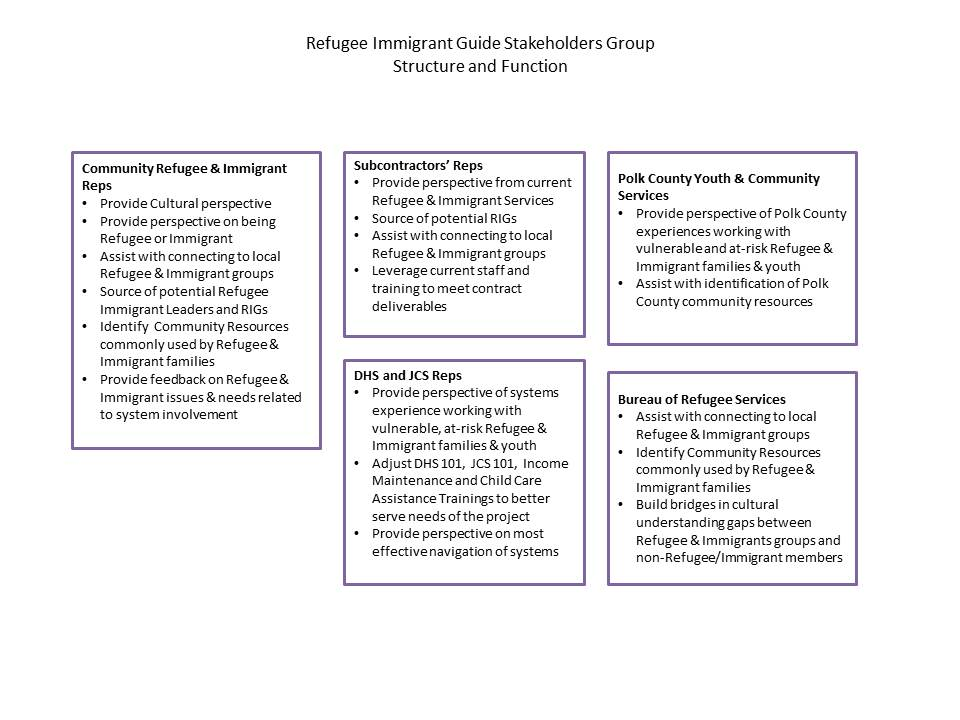 Refugee Immigrant Guide Stakeholders Group
Structure and Function
Community Refugee & Immigrant
Reps
• Provide Cultural perspective
• Provide perspective on being
Refugee or Immigrant
• Assist with connecting to local
Refugee & Immigrant groups
• Source of potential Refugee
Immigrant Leaders and RIGs
• Identify Community Resources
commonly used by Refugee &
Immigrant families
• Provide feedback on Refugee &
Immigrant issues & needs related
to system involvement
Subcontractors' Reps
• Provide perspective from current
Refugee & Immigrant Services
• Source of potential RIGs
• Assist with connecting to local
Refugee & Immigrant groups
• Leverage current staff and
training to meet contract
deliverables
DHS and JCS Reps
• Provide perspective of systems
experience working with
vulnerable, at-risk Refugee &
Immigrant families & youth
• Adjust DHS 101, JCS 101, Income
Maintenance and Child Care
Assistance Trainings to better
serve needs of the project
• Provide perspective on most
effective navigation of systems
Polk County Youth & Community
Services
• Provide perspective of Polk County
experiences working with
vulnerable and at-risk Refugee &
Immigrant families & youth
• Assist with identification of Polk
County community resources
Bureau of Refugee Services
• Assist with connecting to local
Refugee & Immigrant groups
• Identify Community Resources
commonly used by Refugee &
Immigrant families
• Build bridges in cultural
understanding gaps between
Refugee & Immigrants groups and
non-Refugee/Immigrant members